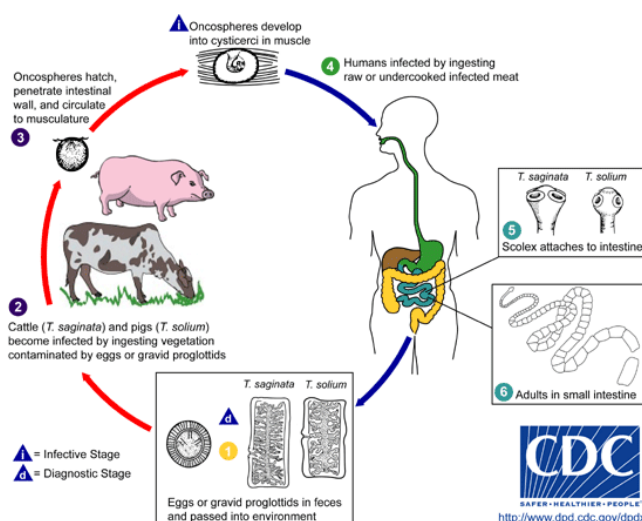 i
Oncospheres develop
into cysticerci in muscle
4
Humans infected by ingesting
raw or undercooked infected meat
Oncospheres hatch,
penetrate intestinal
wall, and circulate
to musculature
3
T. saginata
T. solium
5
Scolex attaches to intestine
2
Cattle (T. saginata) and pigs (T. solium)
become infected by ingesting vegetation
contaminated by eggs or gravid proglottids
6
Adults in small intestine
T. saginata
T. solium
d
1
Eggs or gravid proglottids in feces
and passed into environment
i = Infective Stage
d = Diagnostic Stage
CDC
SAFER·HEALTHIER·PEOPLE
http://www.dpd.cdc.gov/dpdx